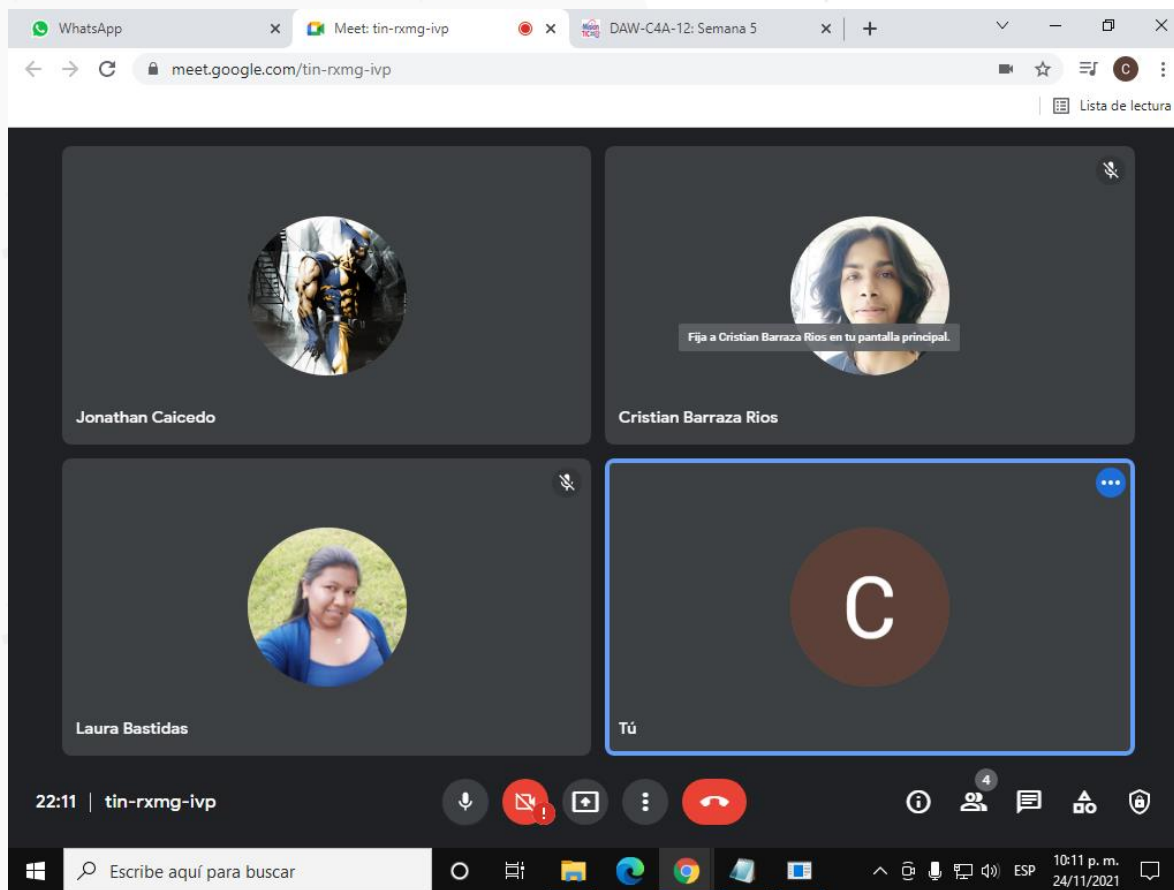 WhatsApp
Meet: tin-rxmg-ivp
DAW-C4A-12: Semana 5
meet.google.com/tin-rxmg-ivp
C
Lista de lectura
Jonathan Caicedo
Fija a Cristian Barraza Rios en tu pantalla principal.
Cristian Barraza Rios
Laura Bastidas
C
Tú
22:11 | tin-rxmg-ivp
4
Escribe aquí para buscar
ESP
10:11 p. m.
24/11/2021